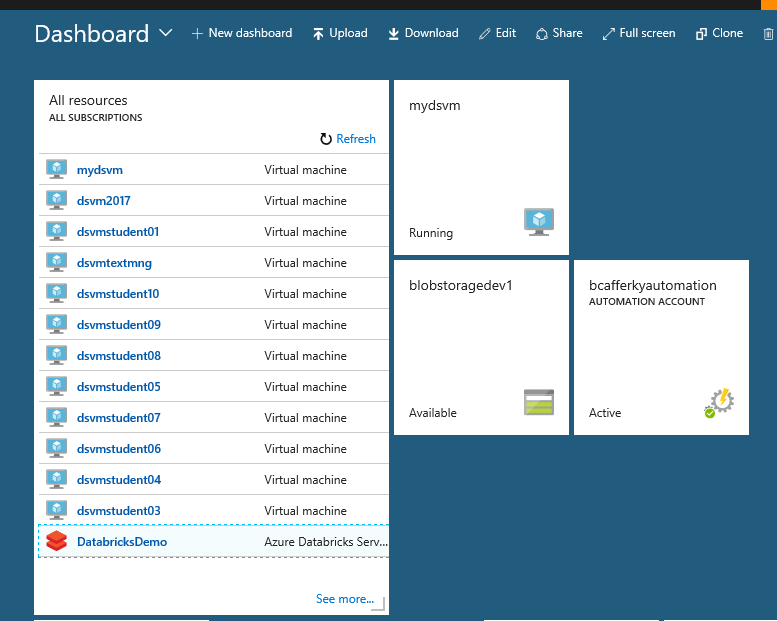 Dashboard
New dashboard
Upload
Download
Edit
Share
Full screen
Clone
All resources
ALL SUBSCRIPTIONS
Refresh
mydsvm Virtual machine
dsvm2017 Virtual machine
dsvmstudent01 Virtual machine
dsvmtextmng Virtual machine
dsvmstudent10 Virtual machine
dsvmstudent09 Virtual machine
dsvmstudent08 Virtual machine
dsvmstudent05 Virtual machine
dsvmstudent07 Virtual machine
dsvmstudent06 Virtual machine
dsvmstudent04 Virtual machine
dsvmstudent03 Virtual machine
DatabricksDemo Azure Databricks Serv...
See more...
mydsvm
Running
blobstoragedev1
Available
bcafferkyautomation
AUTOMATION ACCOUNT
Active